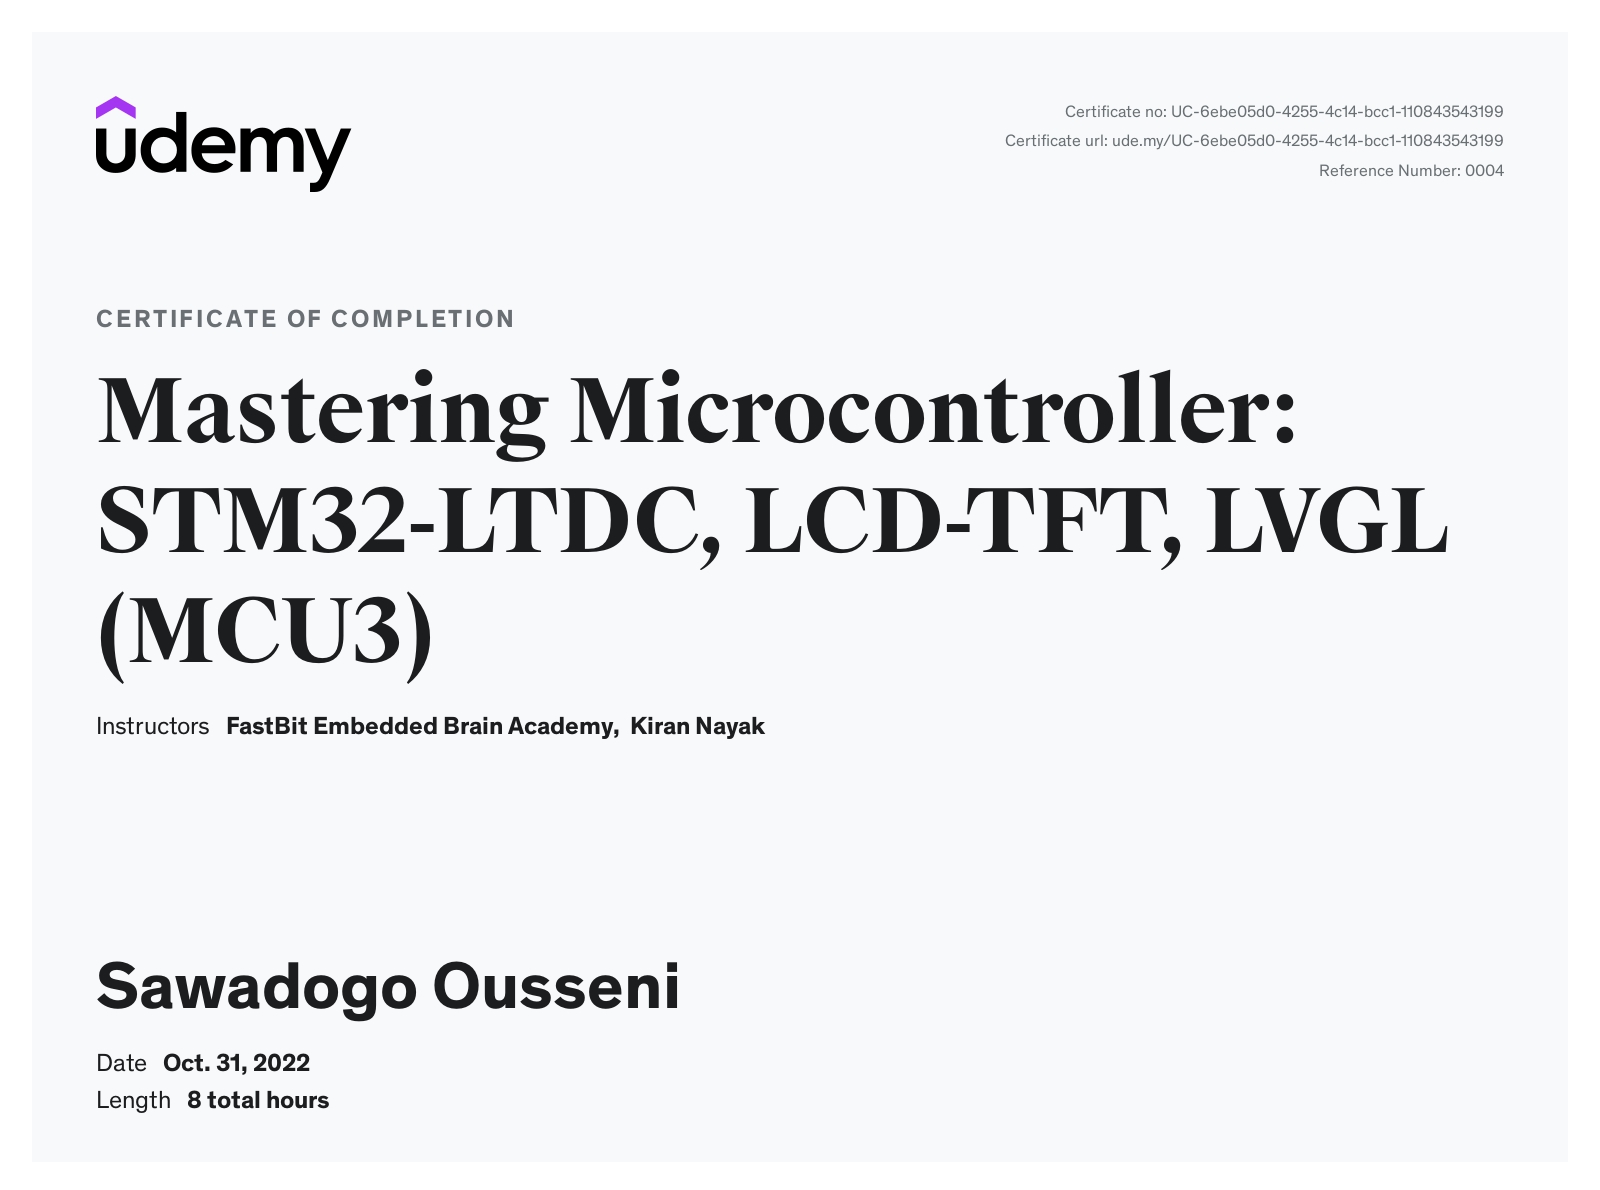 udemy
Certificate no: UC-6ebe05d0-4255-4c14-bcc1-110843543199
Certificate url: ude.my/UC-6ebe05d0-4255-4c14-bcc1-110843543199
Reference Number: 0004
CERTIFICATE OF COMPLETION
Mastering Microcontroller:
STM32-LTDC, LCD-TFT, LVGL
(MCU3)
Instructors FastBit Embedded Brain Academy, Kiran Nayak
Sawadogo Ousseni
Date Oct. 31, 2022
Length 8 total hours